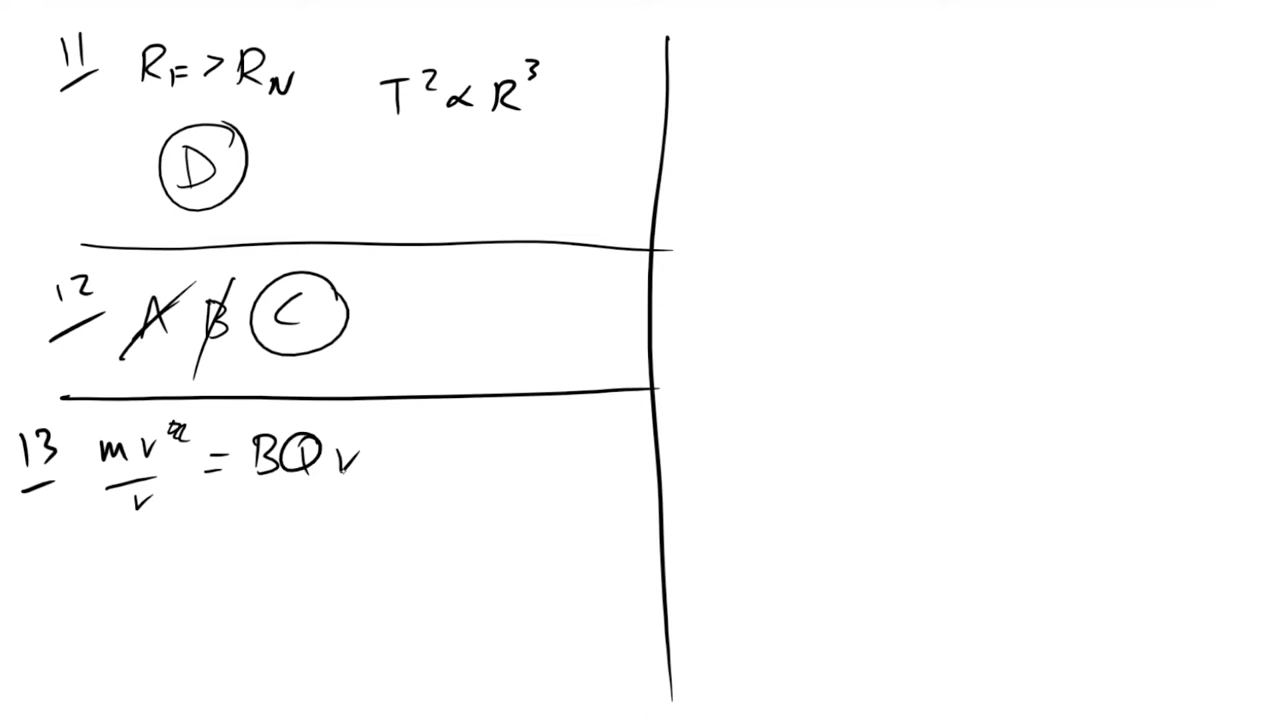 11 R_F > R_N T² ∝ R³
D
12 A B C
13 mv²/r = BQv